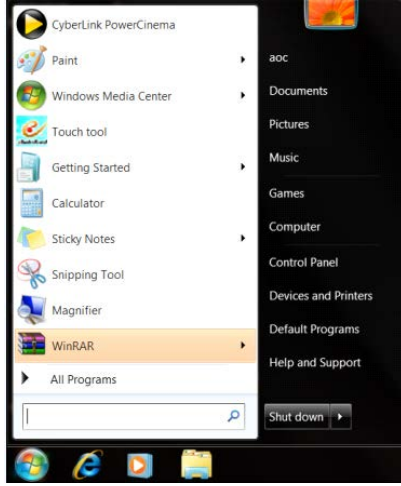 CyberLink PowerCinema
Paint
Windows Media Center
Touch tool
Getting Started
Calculator
Sticky Notes
Snipping Tool
Magnifier
WinRAR
All Programs
aoc
Documents
Pictures
Music
Games
Computer
Control Panel
Devices and Printers
Default Programs
Help and Support
Shut down